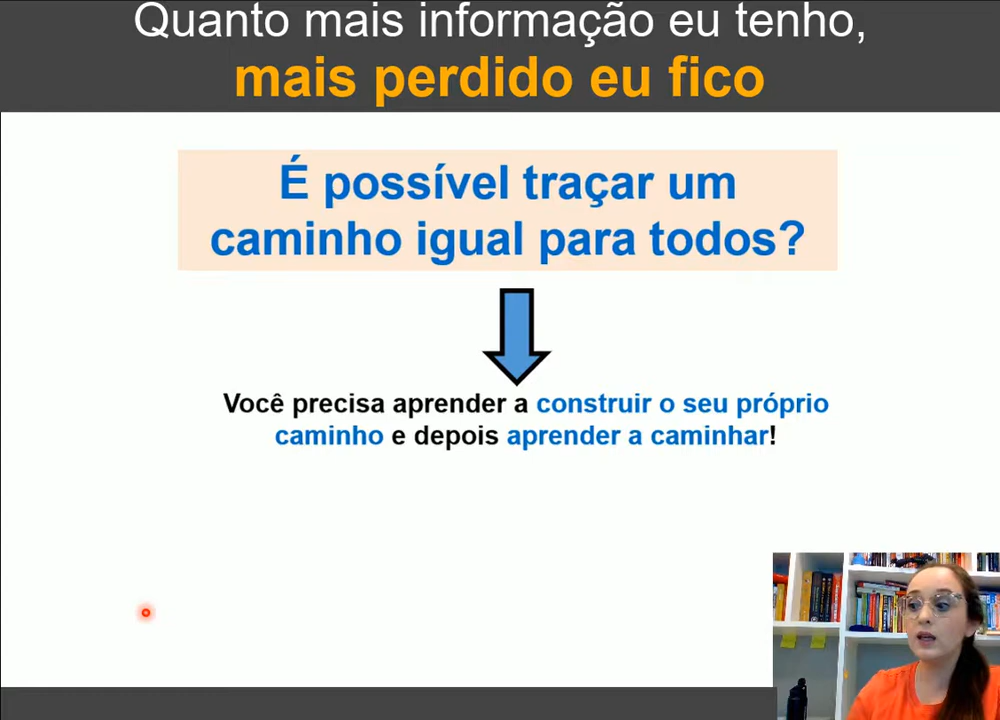 Quanto mais informação eu tenho,
mais perdido eu fico
É possível traçar um
caminho igual para todos?
Você precisa aprender a construir o seu próprio
caminho e depois aprender a caminhar!